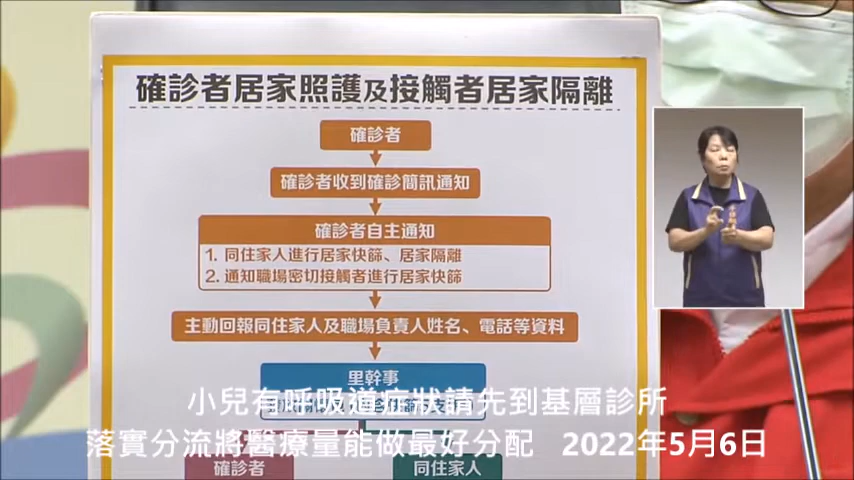 確診者居家照護及接觸者居家隔離
確診者
確診者收到確診簡訊通知
確診者自主通知
1. 同住家人進行居家快篩、居家隔離
2. 通知職場密切接觸者進行居家快篩
主動回報同住家人及職場負責人姓名、電話等資料
里幹事
小兒有呼吸道症狀請先到基層診所
落實分流將醫療量能做最好分配 2022年5月6日
確診者
同住家人